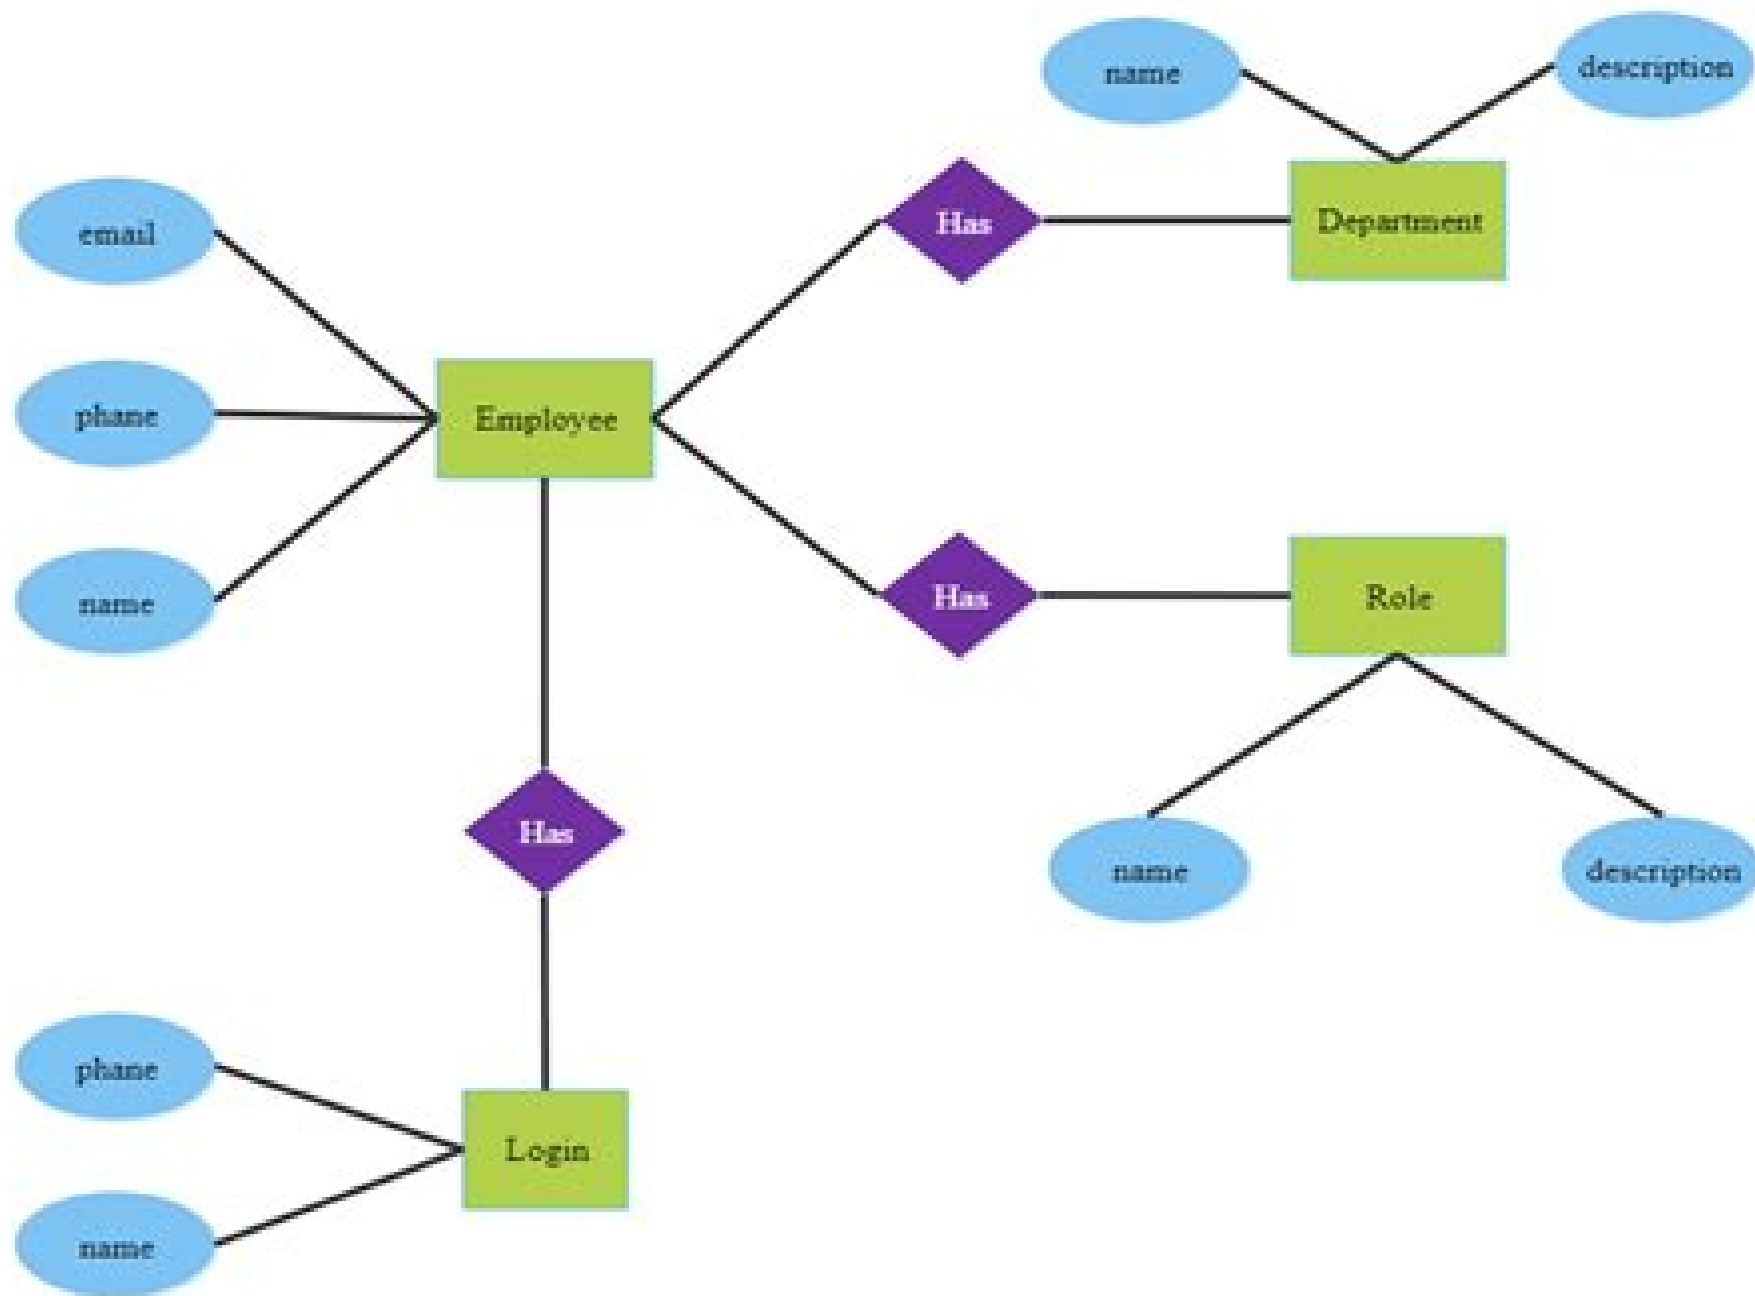 name
description
Has
Department
email
phane
Employee
name
Has
Role
Has
name
description
phane
Login
name